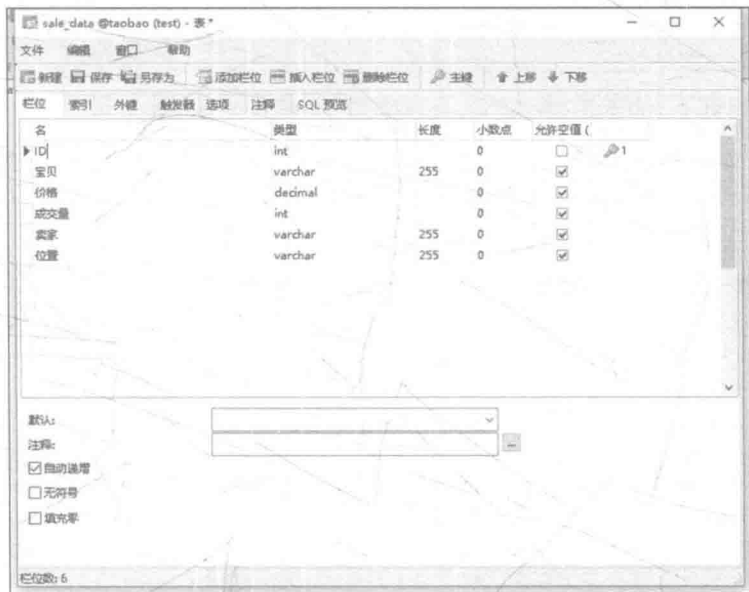 sale_data @taobao (test) - 表 *
文件 编辑 窗口 帮助
新建 保存 另存为 添加栏位 插入栏位 删除栏位 主键 上移 下移
栏位 索引 外键 触发器 选项 注释 SQL 预览
名 类型 长度 小数点 允许空值 (
ID int 0 1
宝贝 varchar 255 0
价格 decimal 0
成交量 int 0
卖家 varchar 255 0
位置 varchar 255 0
默认:
注释:
自动递增
无符号
填充零
栏位数: 6